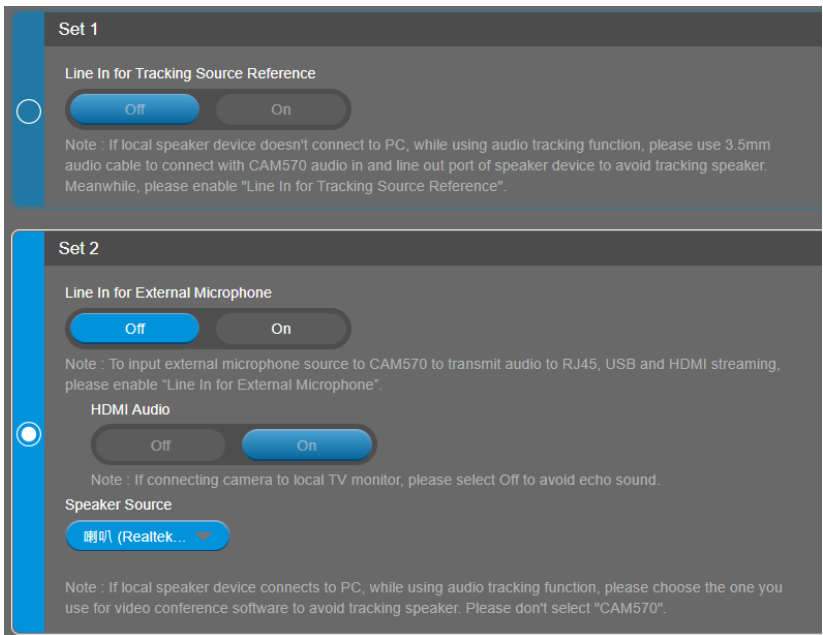 Set 1
Line In for Tracking Source Reference
Off On
Note : If local speaker device doesn't connect to PC, while using audio tracking function, please use 3.5mm
audio cable to connect with CAM570 audio in and line out port of speaker device to avoid tracking speaker.
Meanwhile, please enable "Line In for Tracking Source Reference".
Set 2
Line In for External Microphone
Off On
Note : To input external microphone source to CAM570 to transmit audio to RJ45, USB and HDMI streaming,
please enable “Line In for External Microphone”.
HDMI Audio
Off On
Note : If connecting camera to local TV monitor, please select Off to avoid echo sound.
Speaker Source
喇叭 (Realtek...
Note : If local speaker device connects to PC, while using audio tracking function, please choose the one you
use for video conference software to avoid tracking speaker. Please don't select "CAM570".